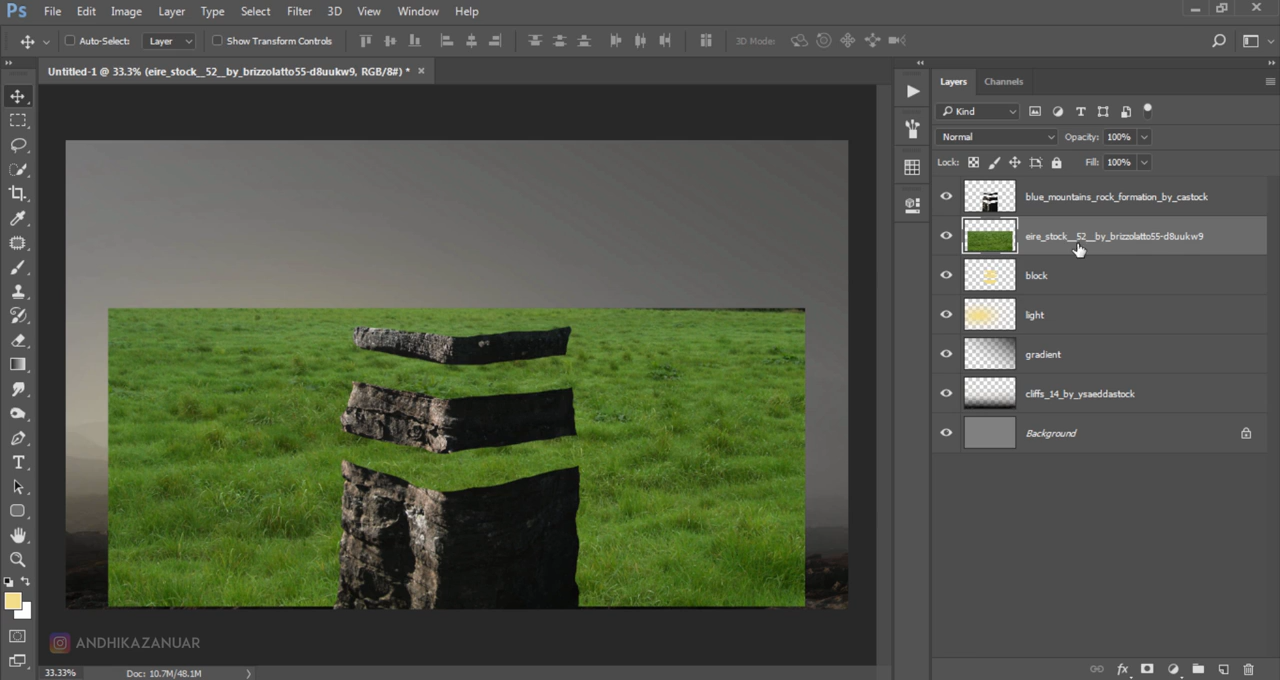 Ps File Edit Image Layer Type Select Filter 3D View Window Help
Auto-Select: Layer Show Transform Controls 3D Mode:
Untitled-1 @ 33.3% (eire_stock__52__by_brizzolatto55-d8uukw9, RGB/8#) * ×
Layers Channels
Kind
Normal Opacity: 100%
Lock: Fill: 100%
blue_mountains_rock_formation_by_castock
eire_stock__52__by_brizzolatto55-d8uukw9
block
light
gradient
cliffs_14_by_ysaeddastock
Background
ANDHIKAZANUAR
33.33% Doc: 10.7M/48.1M